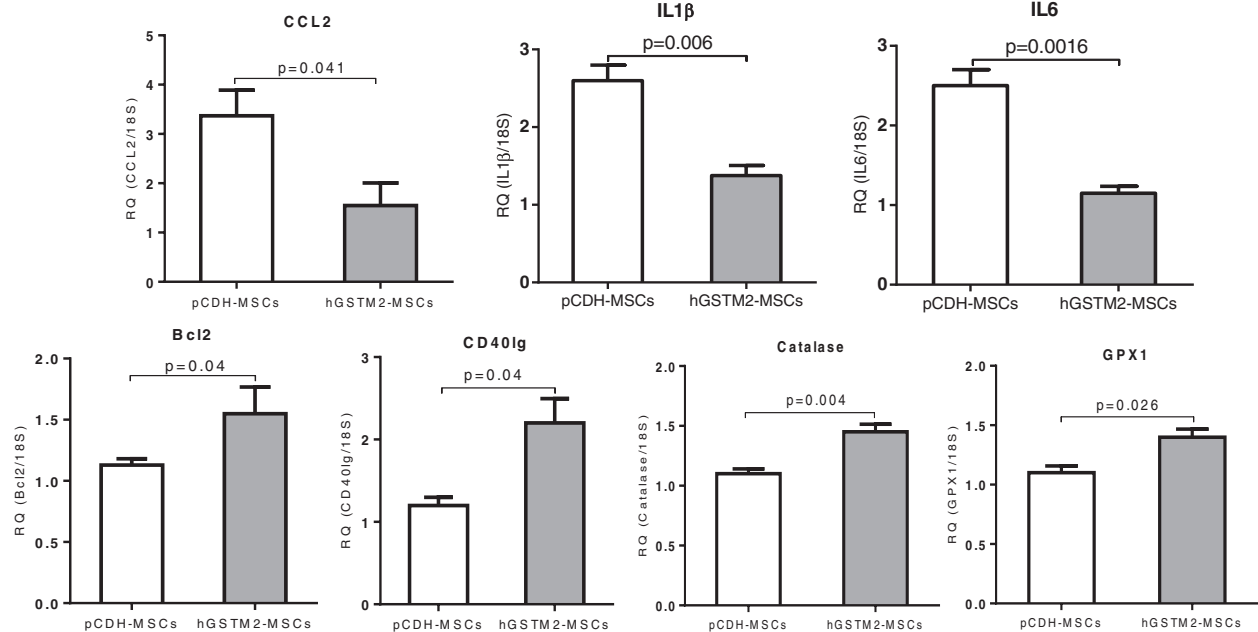 CCL2
RQ (CCL2/18S)
5
4
3
2
1
0
p=0.041
pCDH-MSCs
hGSTM2-MSCs
IL1β
RQ (IL1β/18S)
3
2
1
0
p=0.006
pCDH-MSCs
hGSTM2-MSCs
IL6
RQ (IL6/18S)
3
2
1
0
p=0.0016
pCDH-MSCs
hGSTM2-MSCs
Bcl2
RQ (Bcl2/18S)
2.0
1.5
1.0
0.5
0.0
p=0.04
pCDH-MSCs
hGSTM2-MSCs
CD40lg
RQ (CD40lg/18S)
3
2
1
0
p=0.04
pCDH-MSCs
hGSTM2-MSCs
Catalase
RQ (Catalase/18S)
2.0
1.5
1.0
0.5
0.0
p=0.004
pCDH-MSCs
hGSTM2-MSCs
GPX1
RQ (GPX1/18S)
2.0
1.5
1.0
0.5
0.0
p=0.026
pCDH-MSCs
hGSTM2-MSCs